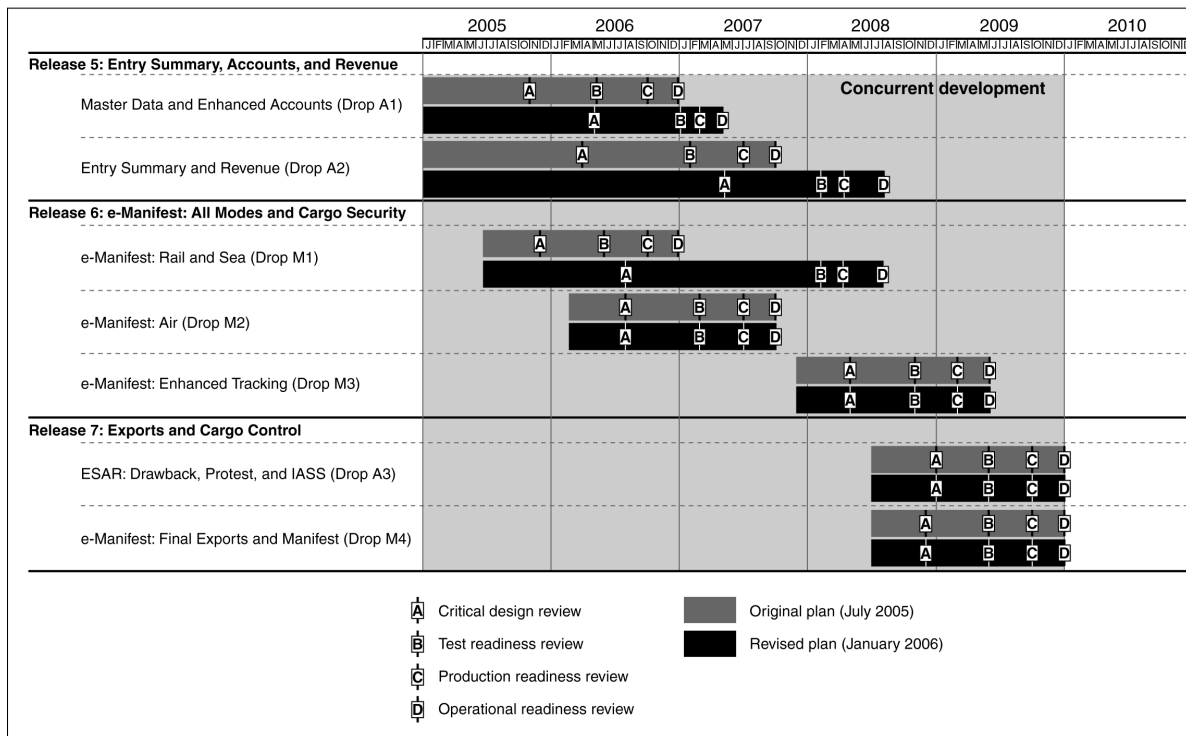 2005 2006 2007 2008 2009 2010
J F M A M J J A S O N D J F M A M J J A S O N D J F M A M J J A S O N D J F M A M J J A S O N D J F M A M J J A S O N D J F M A M J J A S O N D
Release 5: Entry Summary, Accounts, and Revenue
Concurrent development
Master Data and Enhanced Accounts (Drop A1)
A B C D
A B C D
Entry Summary and Revenue (Drop A2)
A B C D
A B C D
Release 6: e-Manifest: All Modes and Cargo Security
e-Manifest: Rail and Sea (Drop M1)
A B C D
A B C D
e-Manifest: Air (Drop M2)
A B C D
A B C D
e-Manifest: Enhanced Tracking (Drop M3)
A B C D
A B C D
Release 7: Exports and Cargo Control
ESAR: Drawback, Protest, and IASS (Drop A3)
A B C D
A B C D
e-Manifest: Final Exports and Manifest (Drop M4)
A B C D
A B C D
A Critical design review
B Test readiness review
C Production readiness review
D Operational readiness review
Original plan (July 2005)
Revised plan (January 2006)